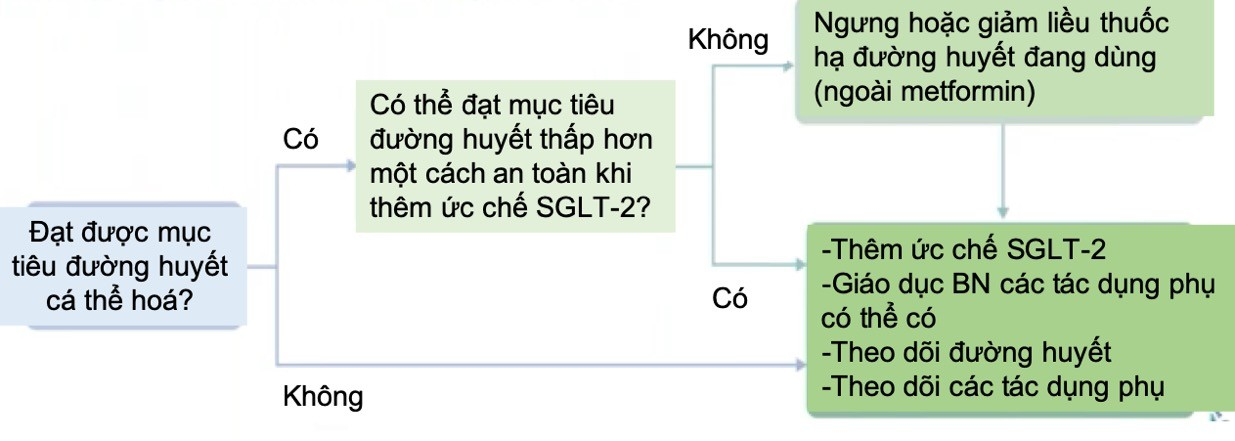 Không
Ngưng hoặc giảm liều thuốc
hạ đường huyết đang dùng
(ngoài metformin)
Có
Có thể đạt mục tiêu
đường huyết thấp hơn
một cách an toàn khi
thêm ức chế SGLT-2?
Đạt được mục
tiêu đường huyết
cá thể hoá?
Có
-Thêm ức chế SGLT-2
-Giáo dục BN các tác dụng phụ
có thể có
-Theo dõi đường huyết
-Theo dõi các tác dụng phụ
Không